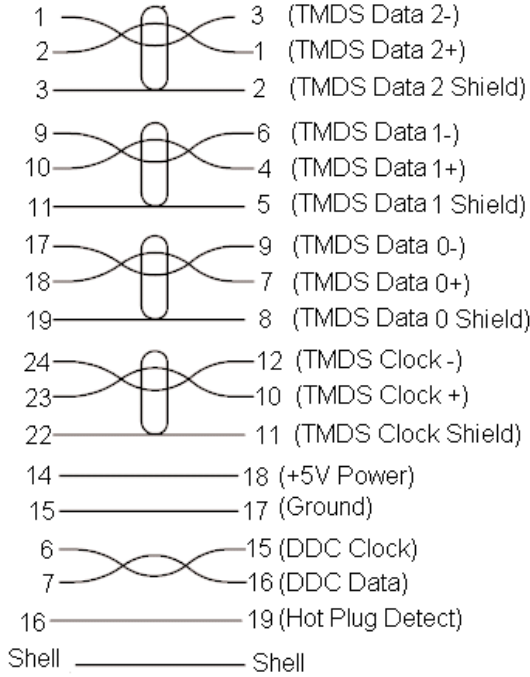 1 3 (TMDS Data 2-)
2 1 (TMDS Data 2+)
3 2 (TMDS Data 2 Shield)
9 6 (TMDS Data 1-)
10 4 (TMDS Data 1+)
11 5 (TMDS Data 1 Shield)
17 9 (TMDS Data 0-)
18 7 (TMDS Data 0+)
19 8 (TMDS Data 0 Shield)
24 12 (TMDS Clock -)
23 10 (TMDS Clock +)
22 11 (TMDS Clock Shield)
14 18 (+5V Power)
15 17 (Ground)
6 15 (DDC Clock)
7 16 (DDC Data)
16 19 (Hot Plug Detect)
Shell Shell